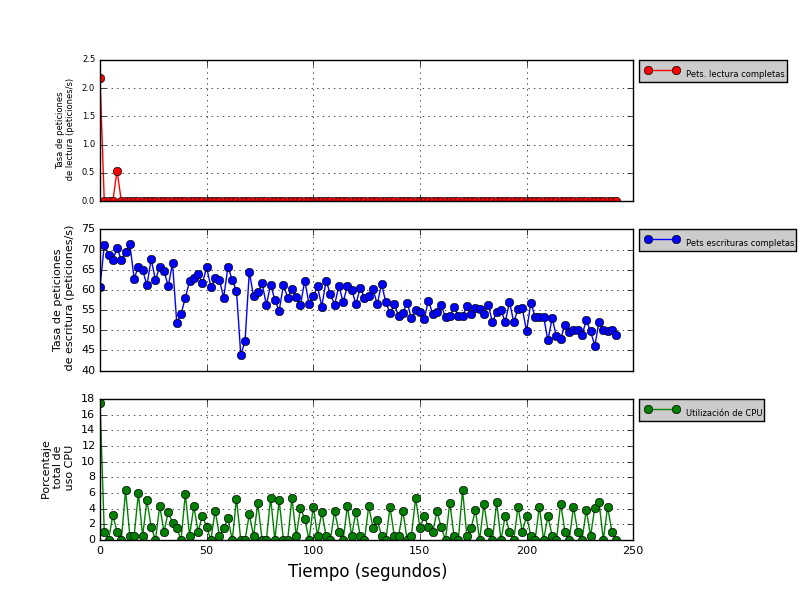 2.5
2.0
1.5
1.0
0.5
0.0
Tasa de peticiones
de lectura (peticiones/s)
Pets. lectura completas
75
70
65
60
55
50
45
40
Tasa de peticiones
de escritura (peticiones/s)
Pets escrituras completas
18
16
14
12
10
8
6
4
2
0
Porcentaje
total de
uso CPU
Utilización de CPU
0 50 100 150 200 250
Tiempo (segundos)